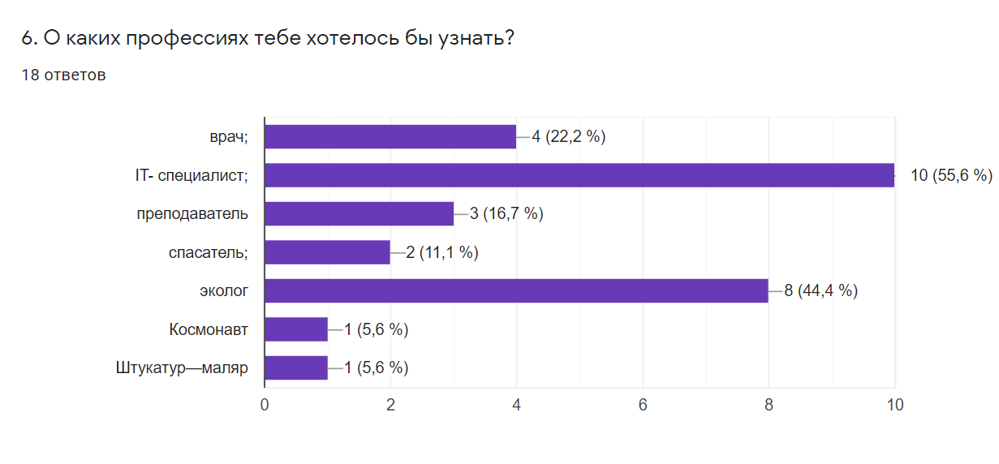 6. О каких профессиях тебе хотелось бы узнать?
18 ответов
врач;
4 (22,2 %)
IT- специалист;
10 (55,6 %)
преподаватель
3 (16,7 %)
спасатель;
2 (11,1 %)
эколог
8 (44,4 %)
Космонавт
1 (5,6 %)
Штукатур—маляр
1 (5,6 %)
0 2 4 6 8 10